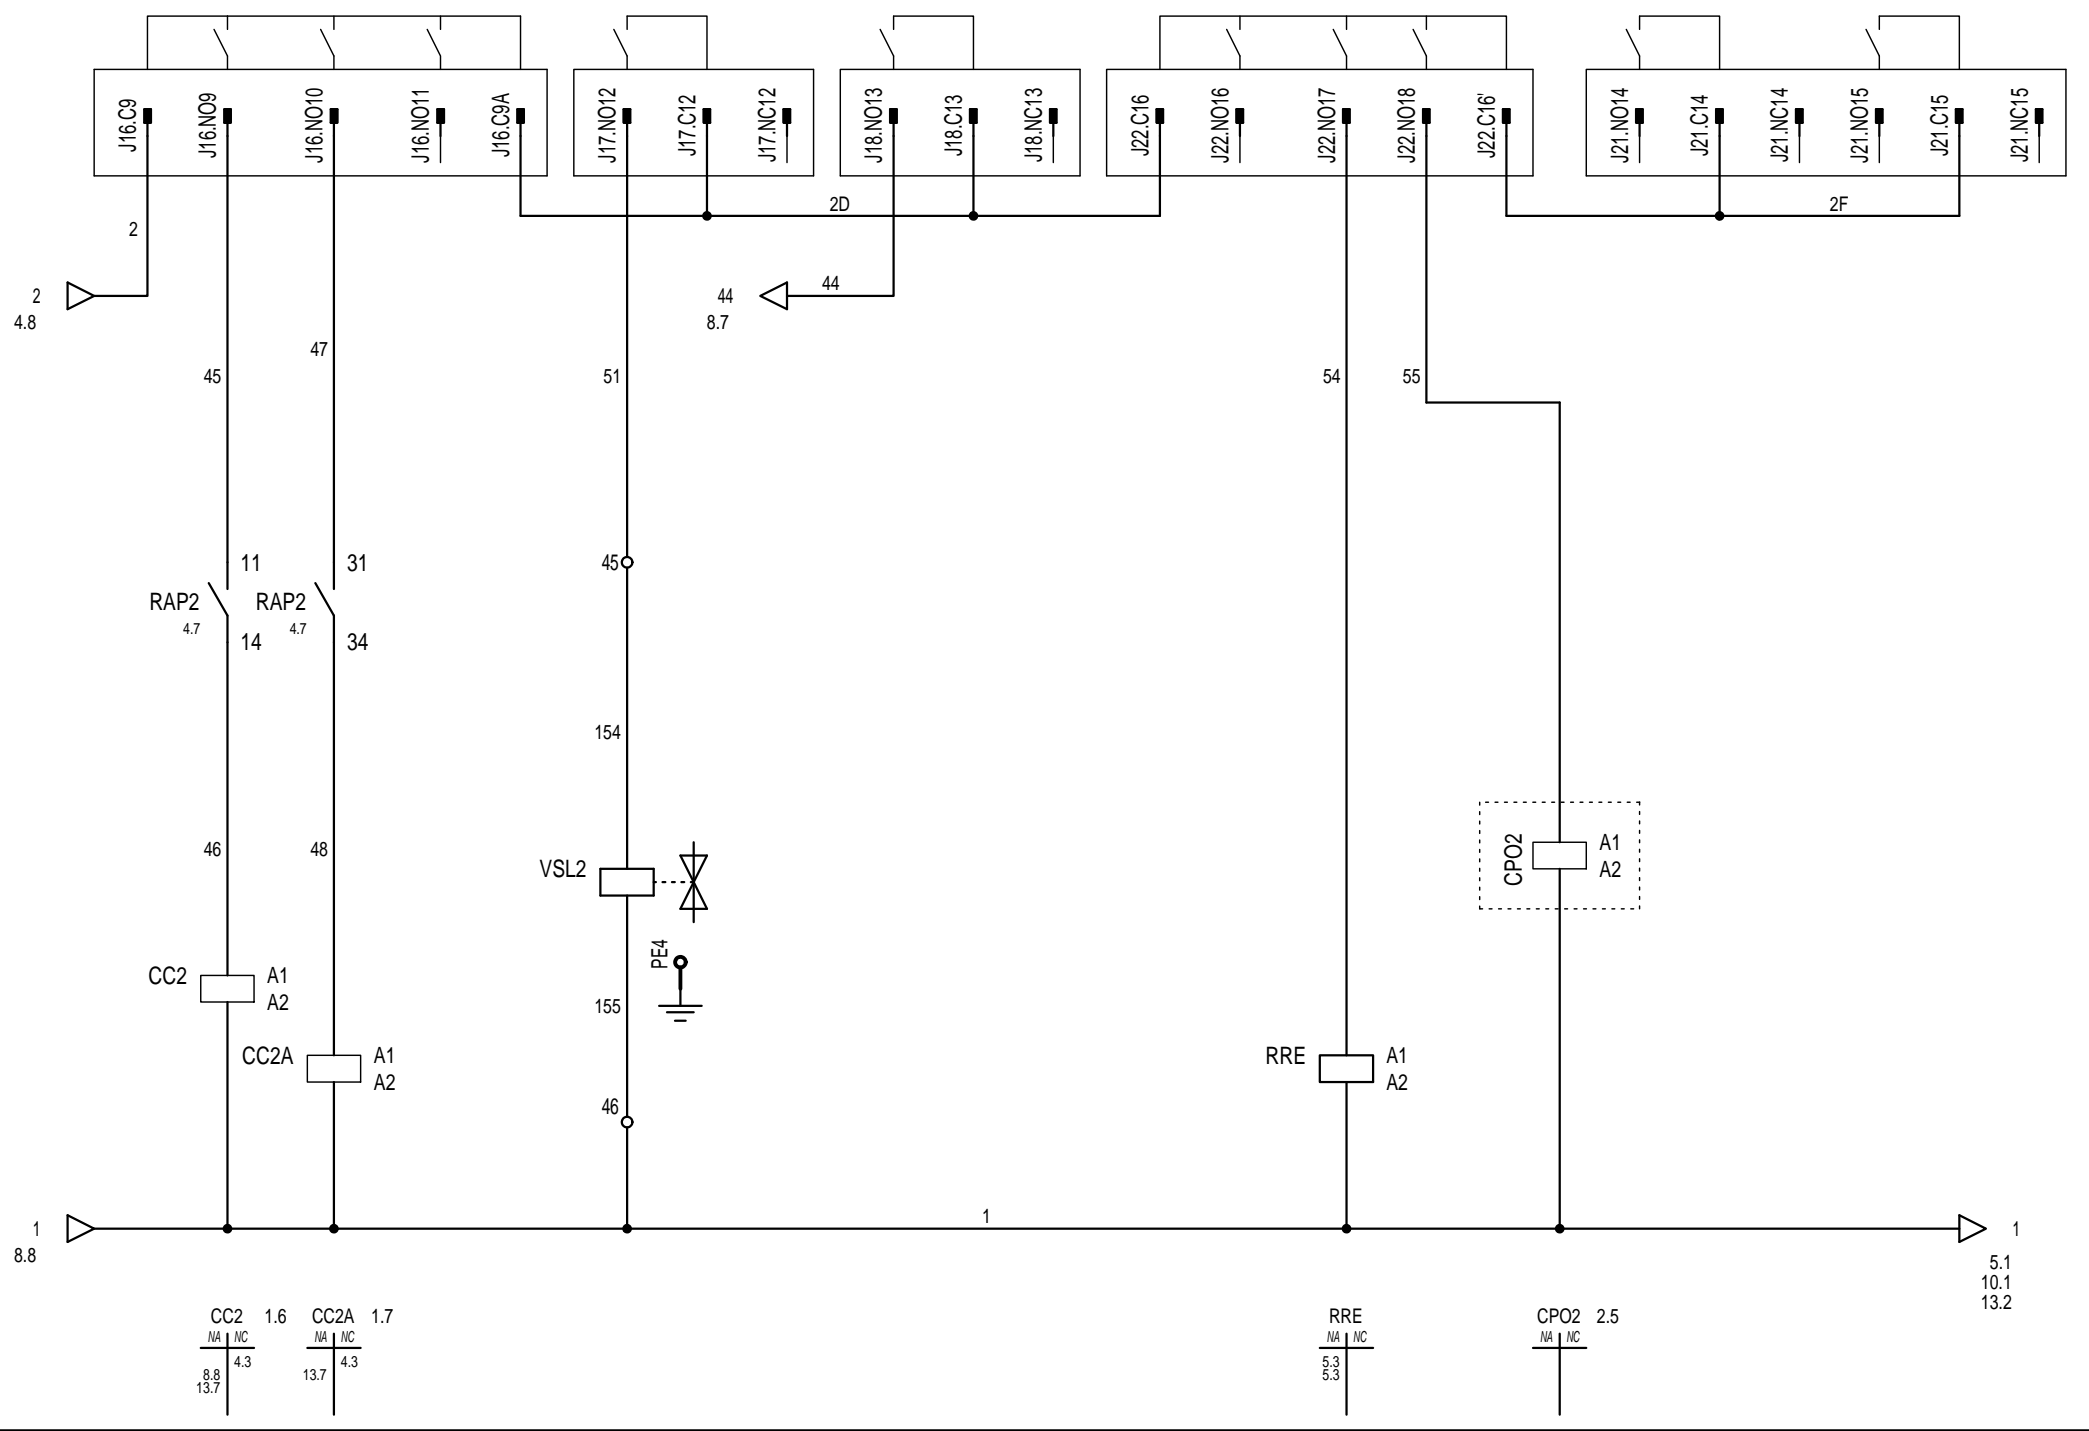 J16.C9
J16.NO9
J16.NO10
J16.NO11
J16.C9A
J17.NO12
J17.C12
J17.NC12
J18.NO13
J18.C13
J18.NC13
J22.C16
J22.NO16
J22.NO17
J22.NO18
J22.C16'
J21.NO14
J21.C14
J21.NC14
J21.NO15
J21.C15
J21.NC15
2D
2F
2
2
4.8
44
44
8.7
47
45
51
54
55
11
31
45
RAP2
4.7
RAP2
4.7
14
34
154
46
48
VSL2
CPO2
A1
A2
PE4
CC2
A1
A2
155
CC2A
A1
A2
RRE
A1
A2
46
1
8.8
1
1
5.1
10.1
13.2
CC2 1.6
NA NC
4.3
8.8
13.7
CC2A 1.7
NA NC
4.3
13.7
RRE
NA NC
5.3
5.3
CPO2 2.5
NA NC